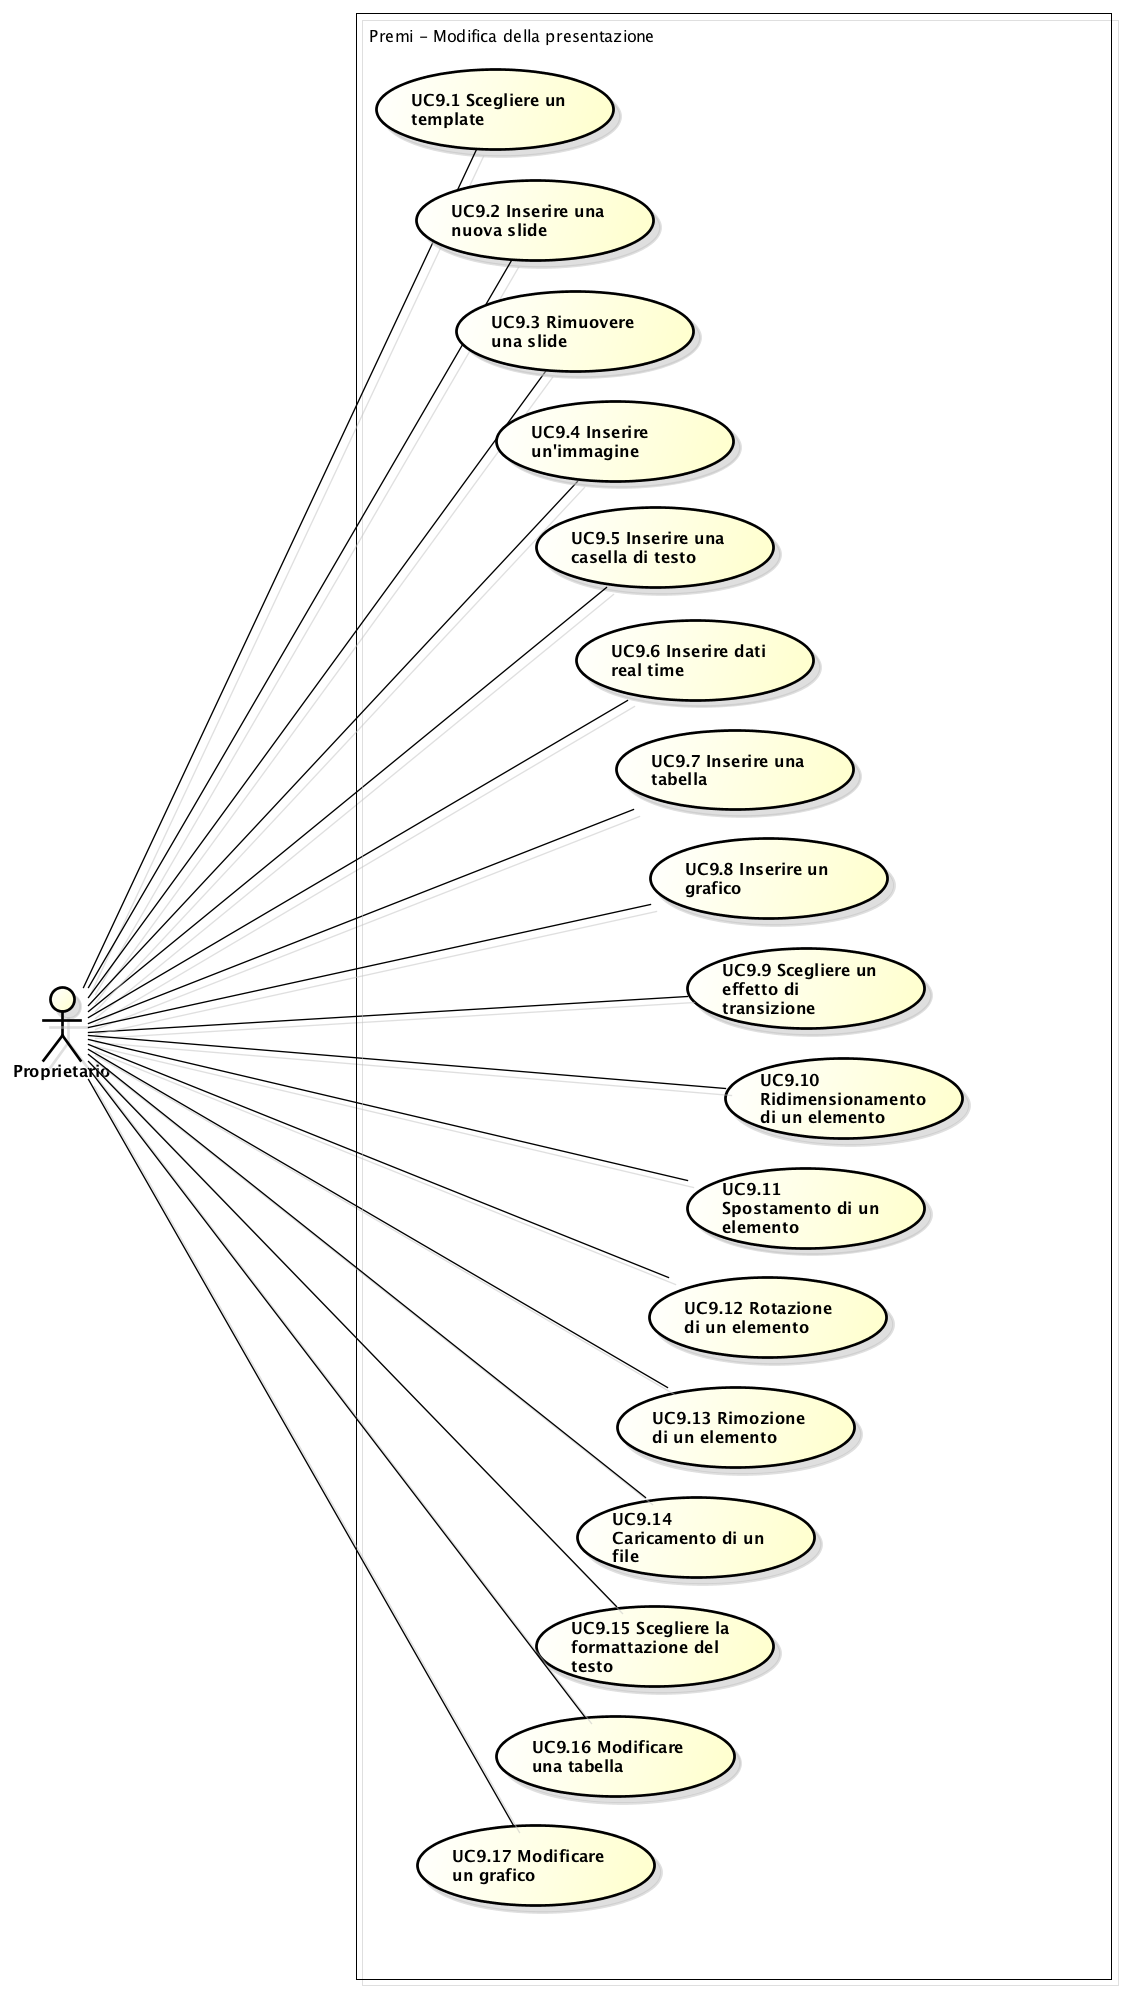 Premi - Modifica della presentazione
UC9.1 Scegliere un
template
UC9.2 Inserire una
nuova slide
UC9.3 Rimuovere
una slide
UC9.4 Inserire
un'immagine
UC9.5 Inserire una
casella di testo
UC9.6 Inserire dati
real time
UC9.7 Inserire una
tabella
UC9.8 Inserire un
grafico
UC9.9 Scegliere un
effetto di
transizione
Proprietario
UC9.10
Ridimensionamento
di un elemento
UC9.11
Spostamento di un
elemento
UC9.12 Rotazione
di un elemento
UC9.13 Rimozione
di un elemento
UC9.14
Caricamento di un
file
UC9.15 Scegliere la
formattazione del
testo
UC9.16 Modificare
una tabella
UC9.17 Modificare
un grafico